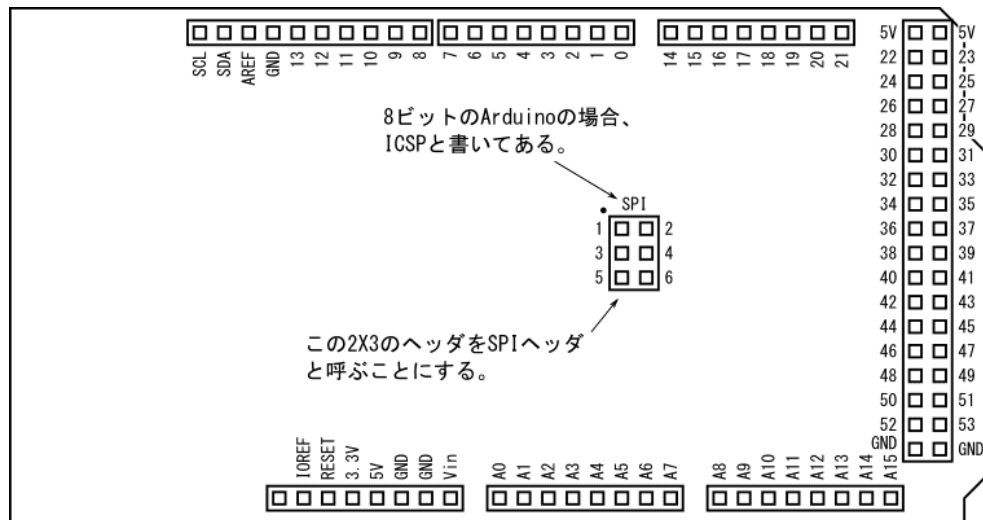 SCL SDA AREF GND 13 12 11 10 9 8 7 6 5 4 3 2 1 0 14 15 16 17 18 19 20 21
5V 5V
22 23
24 25
26 27
28 29
30 31
32 33
34 35
36 37
38 39
40 41
42 43
44 45
46 47
48 49
50 51
52 53
GND GND
8ビットのArduinoの場合、
ICSPと書いてある。
SPI
1 2
3 4
5 6
この2X3のヘッダをSPIヘッダ
と呼ぶことにする。
IOREF RESET 3.3V 5V GND GND Vin A0 A1 A2 A3 A4 A5 A6 A7 A8 A9 A10 A11 A12 A13 A14 A15